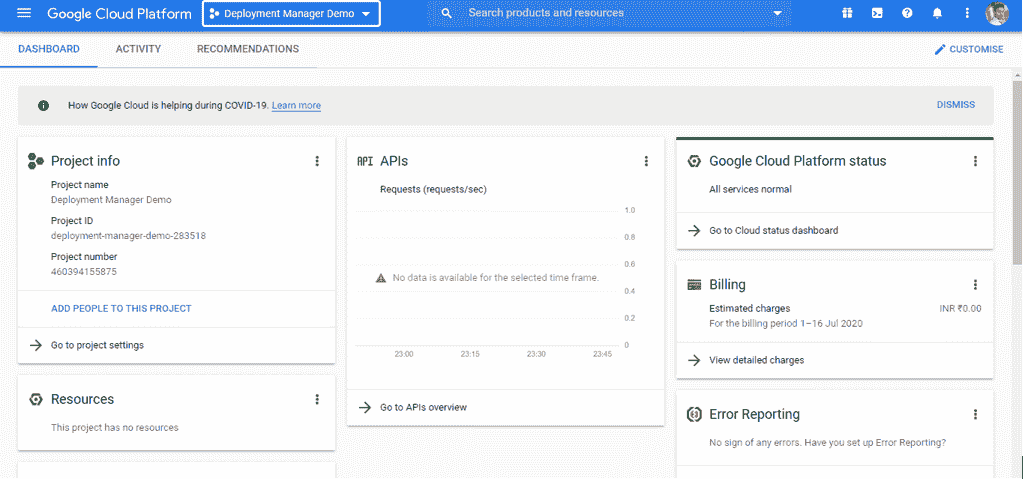 Google Cloud Platform
Deployment Manager Demo
Search products and resources
DASHBOARD
ACTIVITY
RECOMMENDATIONS
CUSTOMISE
How Google Cloud is helping during COVID-19. Learn more
DISMISS
Project info
Project name
Deployment Manager Demo
Project ID
deployment-manager-demo-283518
Project number
460394155875
ADD PEOPLE TO THIS PROJECT
Go to project settings
Resources
This project has no resources
API APIs
Requests (requests/sec)
1.0
0.8
0.6
No data is available for the selected time frame.
0.4
0.2
0
23:00 23:15 23:30 23:45
Go to APIs overview
Google Cloud Platform status
All services normal
Go to Cloud status dashboard
Billing
Estimated charges INR ₹0.00
For the billing period 1–16 Jul 2020
View detailed charges
Error Reporting
No sign of any errors. Have you set up Error Reporting?